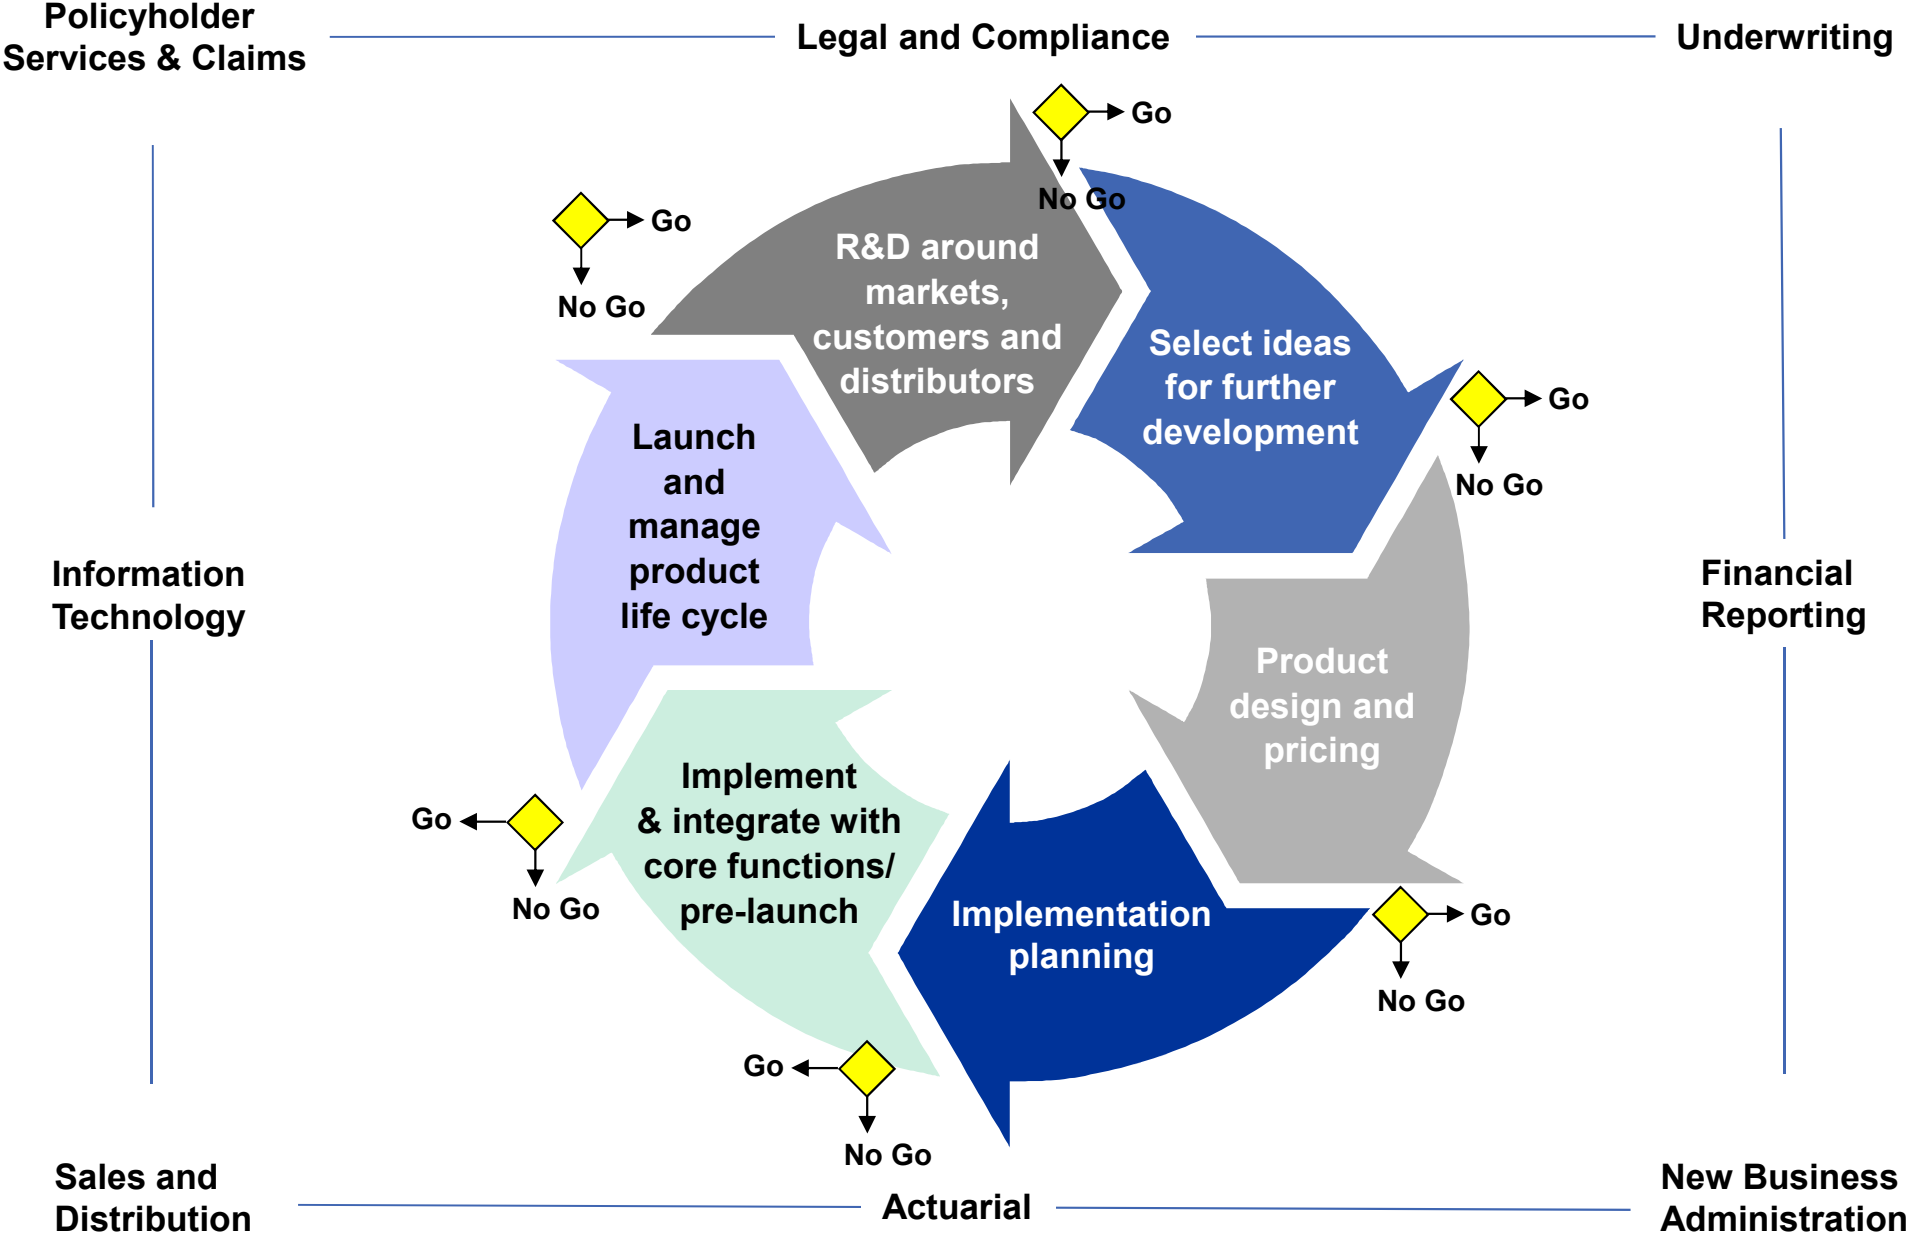 Policyholder
Services & Claims
Legal and Compliance
Underwriting
Go
No Go
Go
No Go
R&D around
markets,
customers and
distributors
Select ideas
for further
development
Go
No Go
Launch
and
manage
product
life cycle
Information
Technology
Financial
Reporting
Product
design and
pricing
Implement
& integrate with
core functions/
pre-launch
Go
No Go
Implementation
planning
Go
No Go
Go
No Go
Sales and
Distribution
Actuarial
New Business
Administration